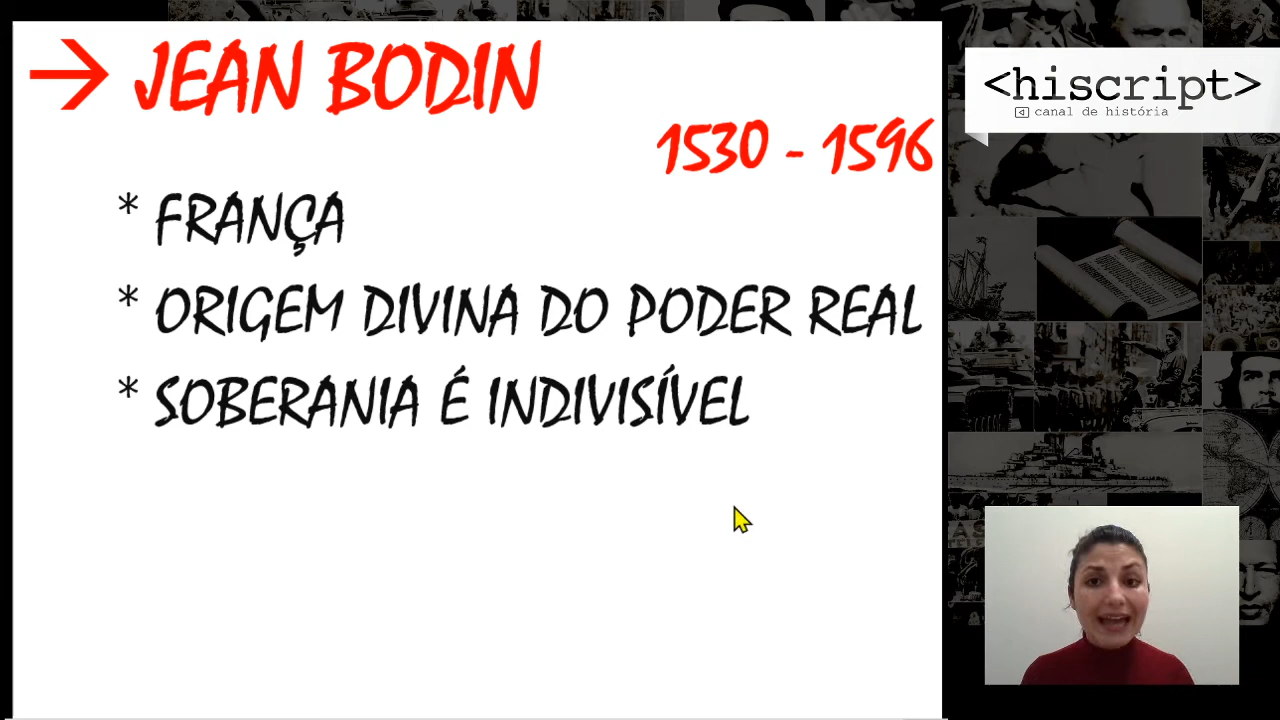 → JEAN BODIN
1530 - 1596
* FRANÇA
* ORIGEM DIVINA DO PODER REAL
* SOBERANIA É INDIVISÍVEL
<hiscript>
canal de história